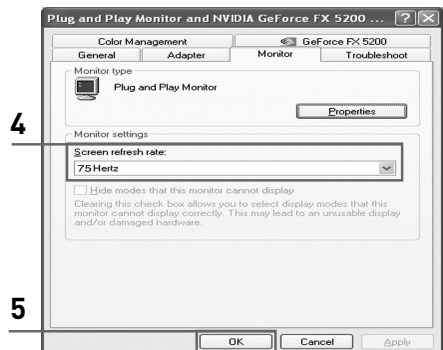 Plug and Play Monitor and NVIDIA GeForce FX 5200 ...
Color Management
GeForce FX 5200
General
Adapter
Monitor
Troubleshoot
Monitor type
Plug and Play Monitor
Properties
4
Monitor settings
Screen refresh rate:
75 Hertz
Hide modes that this monitor cannot display
Clearing this check box allows you to select display modes that this
monitor cannot display correctly. This may lead to an unusable display
and/or damaged hardware.
5
OK
Cancel
Apply